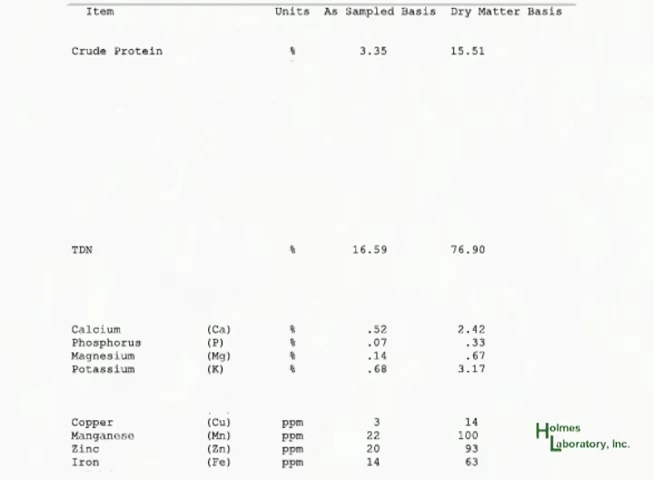 Item Units As Sampled Basis Dry Matter Basis
Crude Protein % 3.35 15.51
TDN % 16.59 76.90
Calcium (Ca) % .52 2.42
Phosphorus (P) % .07 .33
Magnesium (Mg) % .14 .67
Potassium (K) % .68 3.17
Copper (Cu) ppm 3 14
Manganese (Mn) ppm 22 100
Zinc (Zn) ppm 20 93
Iron (Fe) ppm 14 63
Holmes
Laboratory, Inc.